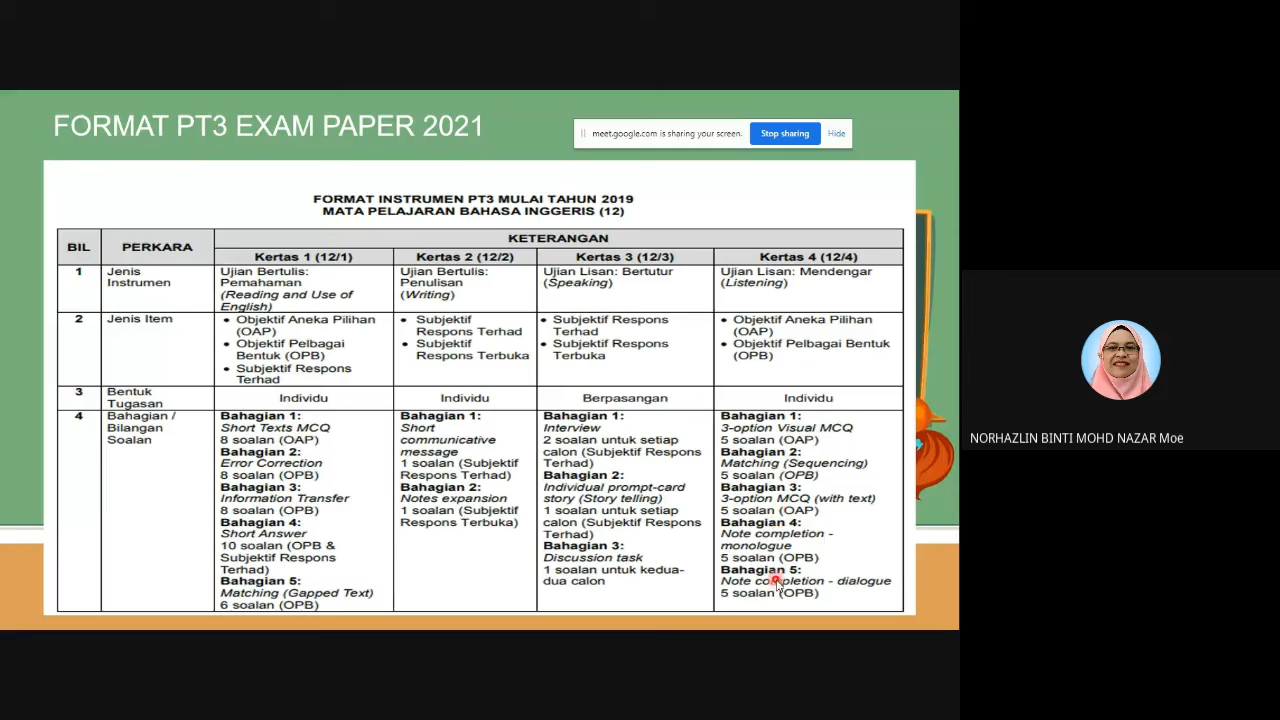 FORMAT PT3 EXAM PAPER 2021
meet.google.com is sharing your screen.
Stop sharing
Hide
FORMAT INSTRUMEN PT3 MULAI TAHUN 2019
MATA PELAJARAN BAHASA INGGERIS (12)
BIL
PERKARA
KETERANGAN
Kertas 1 (12/1)
Kertas 2 (12/2)
Kertas 3 (12/3)
Kertas 4 (12/4)
1
Jenis
Instrumen
Ujian Bertulis:
Pemahaman
(Reading and Use of
English)
Ujian Bertulis:
Penulisan
(Writing)
Ujian Lisan: Bertutur
(Speaking)
Ujian Lisan: Mendengar
(Listening)
2
Jenis Item
• Objektif Aneka Pilihan
(OAP)
• Objektif Pelbagai
Bentuk (OPB)
• Subjektif Respons
Terhad
• Subjektif
Respons Terhad
• Subjektif
Respons Terbuka
• Subjektif Respons
Terhad
• Subjektif Respons
Terbuka
• Objektif Aneka Pilihan
(OAP)
• Objektif Pelbagai Bentuk
(OPB)
3
Bentuk
Tugasan
Individu
Individu
Berpasangan
Individu
4
Bahagian /
Bilangan
Soalan
Bahagian 1:
Short Texts MCQ
8 soalan (OAP)
Bahagian 2:
Error Correction
8 soalan (OPB)
Bahagian 3:
Information Transfer
8 soalan (OPB)
Bahagian 4:
Short Answer
10 soalan (OPB &
Subjektif Respons
Terhad)
Bahagian 5:
Matching (Gapped Text)
6 soalan (OPB)
Bahagian 1:
Short
communicative
message
1 soalan (Subjektif
Respons Terhad)
Bahagian 2:
Notes expansion
1 soalan (Subjektif
Respons Terbuka)
Bahagian 1:
Interview
2 soalan untuk setiap
calon (Subjektif Respons
Terhad)
Bahagian 2:
Individual prompt-card
story (Story telling)
1 soalan untuk setiap
calon (Subjektif Respons
Terhad)
Bahagian 3:
Discussion task
1 soalan untuk kedua-
dua calon
Bahagian 1:
3-option Visual MCQ
5 soalan (OAP)
Bahagian 2:
Matching (Sequencing)
5 soalan (OPB)
Bahagian 3:
3-option MCQ (with text)
5 soalan (OAP)
Bahagian 4:
Note completion -
monologue
5 soalan (OPB)
Bahagian 5:
Note completion - dialogue
5 soalan (OPB)
NORHAZLIN BINTI MOHD NAZAR Moe